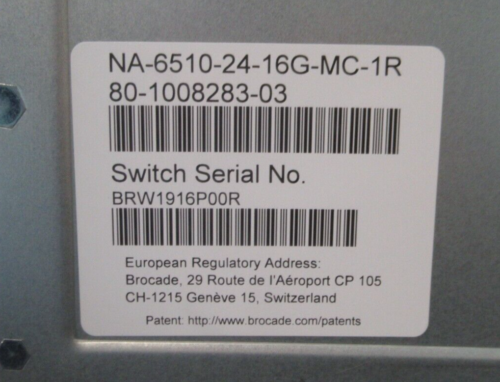 NA-6510-24-16G-MC-1R
80-1008283-03
Switch Serial No.
BRW1916P00R
European Regulatory Address:
Brocade, 29 Route de l'Aéroport CP 105
CH-1215 Genève 15, Switzerland
Patent: http://www.brocade.com/patents